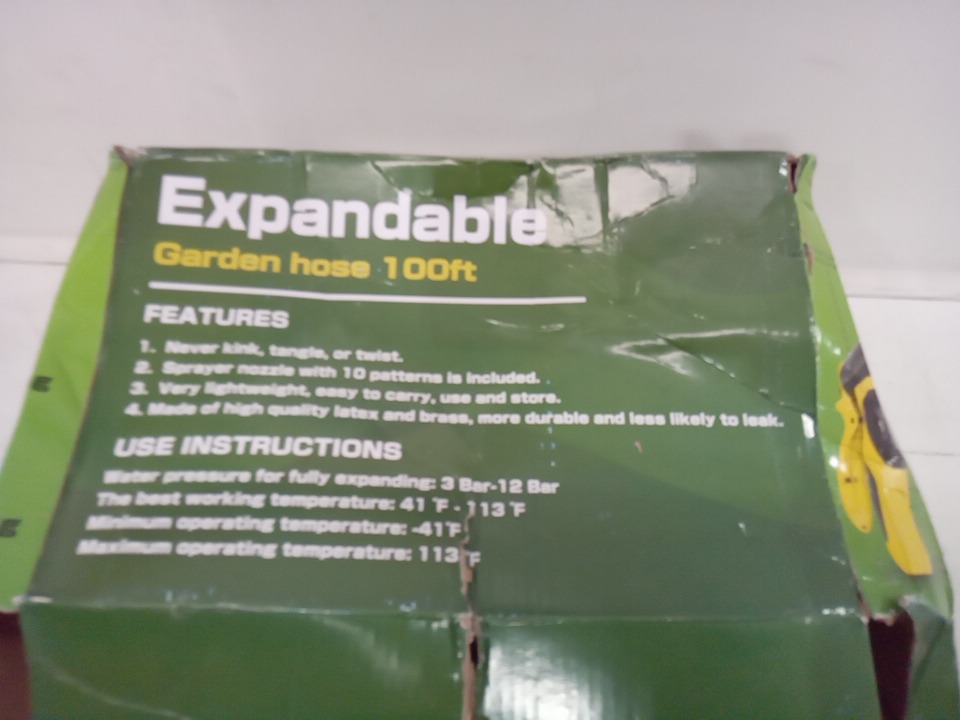 Expandable
Garden hose 100ft
FEATURES
1. Never kink, tangle, or twist.
2. Sprayer nozzle with 10 patterns is included.
3. Very lightweight, easy to carry, use and store.
4. Made of high quality latex and brass, more durable and less likely to leak.
USE INSTRUCTIONS
Water pressure for fully expanding: 3 Bar-12 Bar
The best working temperature: 41°F - 113°F
Minimum operating temperature: -41°F
Maximum operating temperature: 113°F